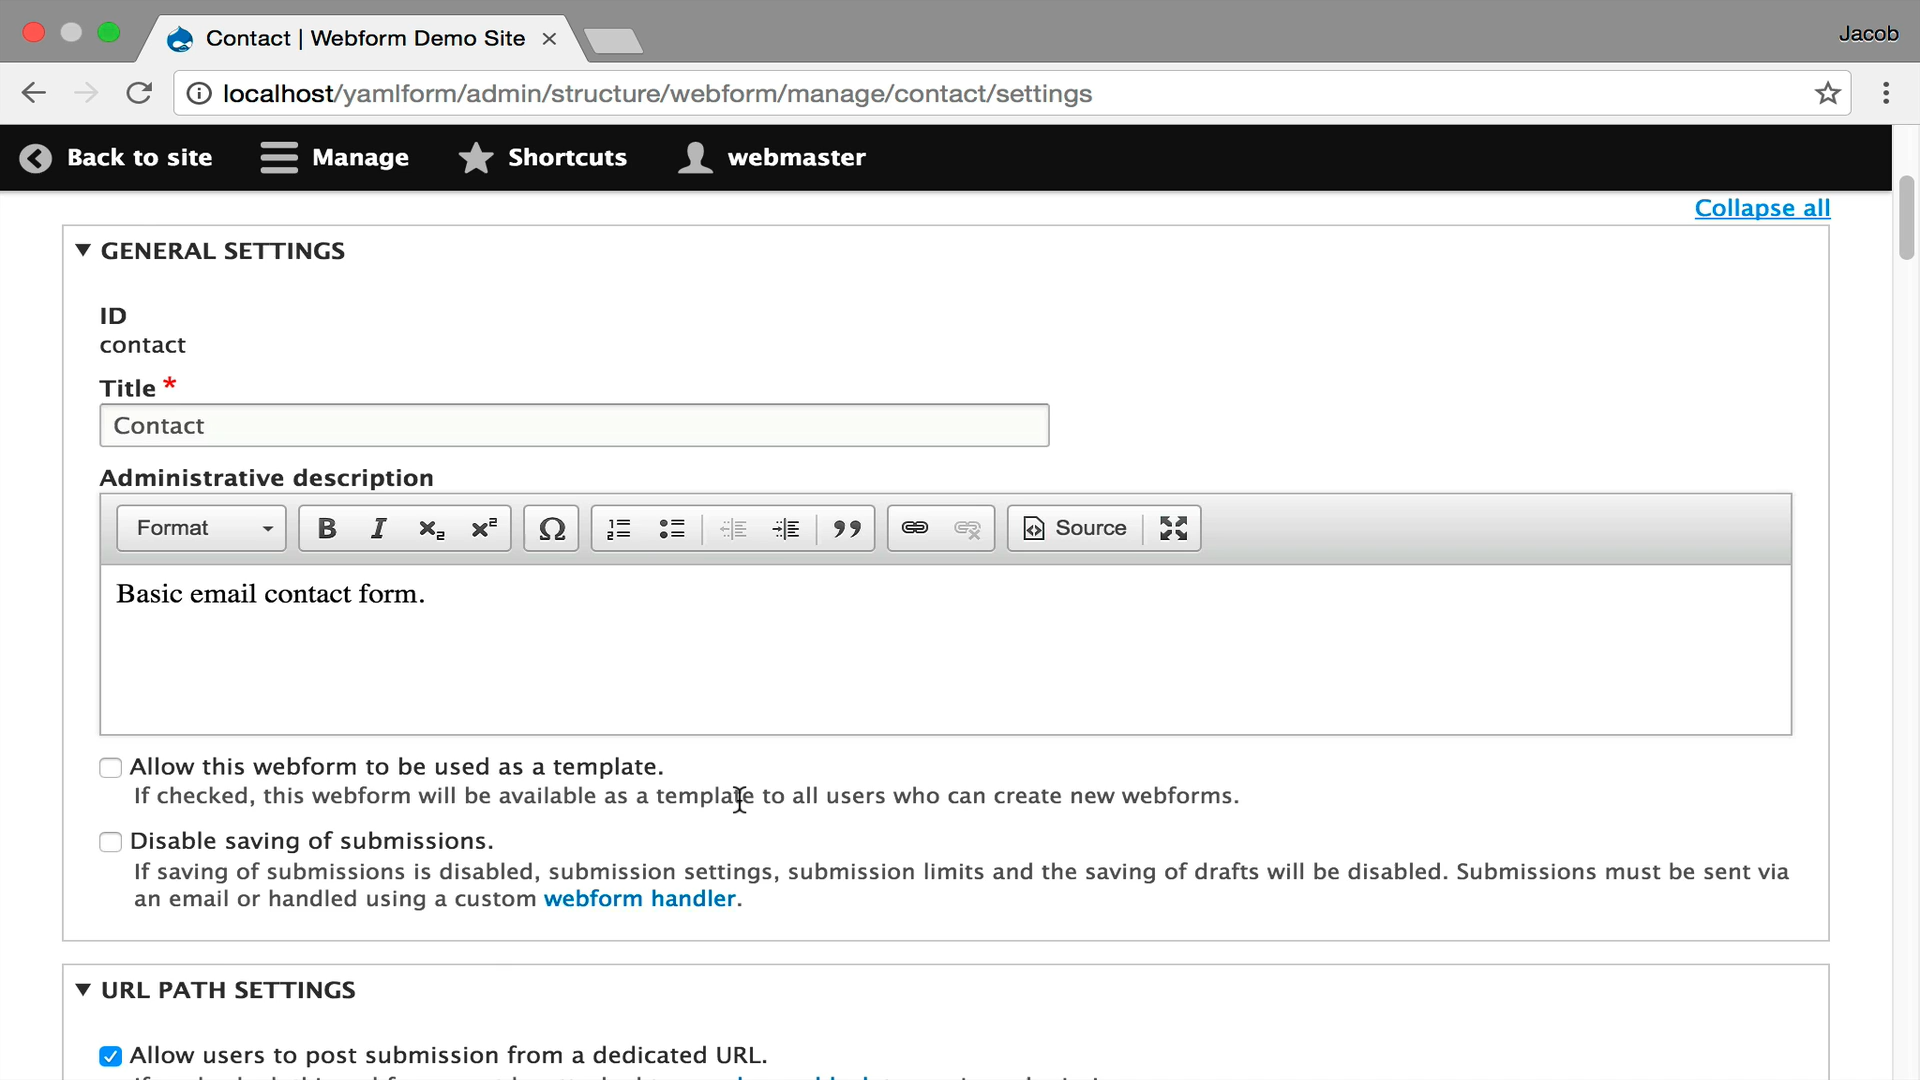 Contact | Webform Demo Site
Jacob
localhost/yamlform/admin/structure/webform/manage/contact/settings
Back to site Manage Shortcuts webmaster
Collapse all
GENERAL SETTINGS
ID
contact
Title *
Contact
Administrative description
Format B I x₂ x² Ω Source
Basic email contact form.
Allow this webform to be used as a template.
If checked, this webform will be available as a template to all users who can create new webforms.
Disable saving of submissions.
If saving of submissions is disabled, submission settings, submission limits and the saving of drafts will be disabled. Submissions must be sent via
an email or handled using a custom webform handler.
URL PATH SETTINGS
Allow users to post submission from a dedicated URL.